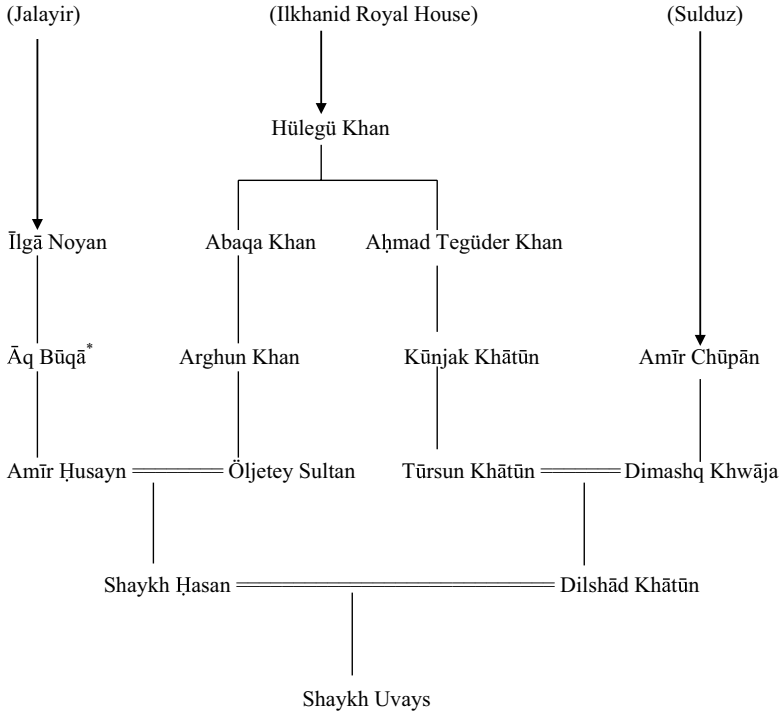 (Jalayir) (Ilkhanid Royal House) (Sulduz)
Hülegü Khan
Īlgā Noyan Abaqa Khan Aḥmad Tegüder Khan
Āq Būqā* Arghun Khan Kūnjak Khātūn Amīr Chūpān
Amīr Ḥusayn Öljetey Sultan Tūrsun Khātūn Dimashq Khwāja
Shaykh Ḥasan Dilshād Khātūn
Shaykh Uvays